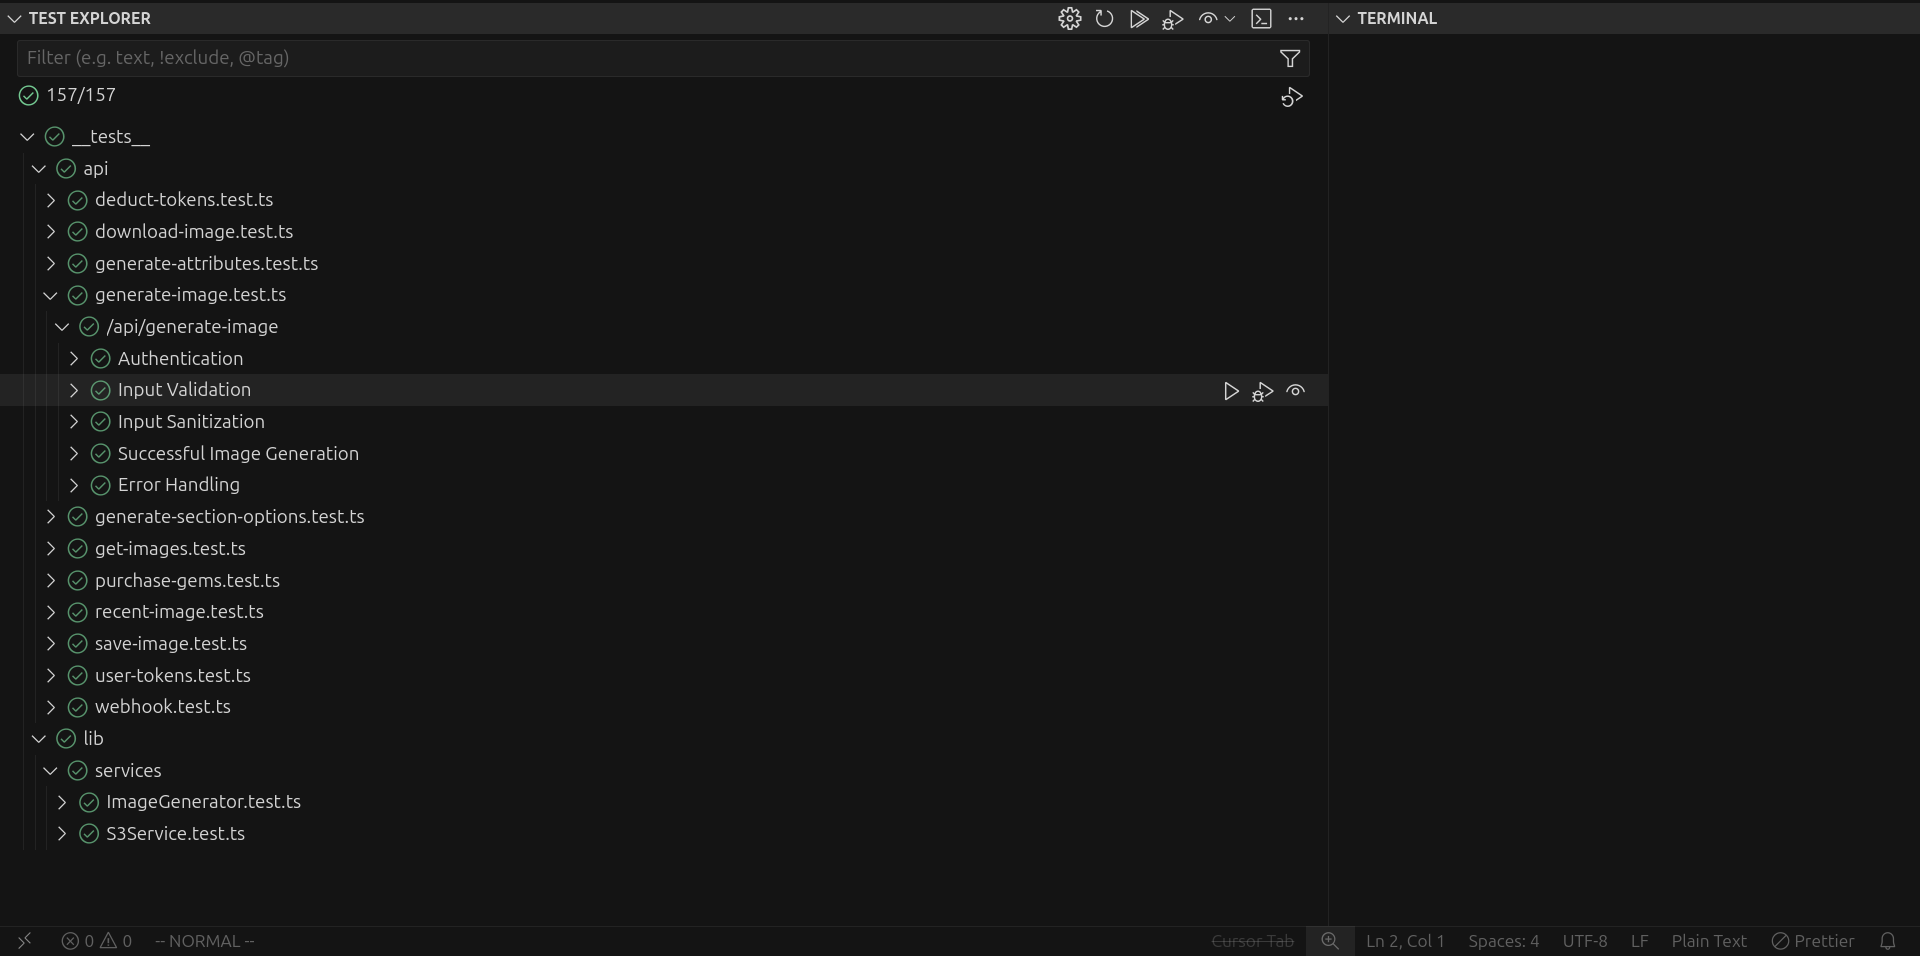 TEST EXPLORER
TERMINAL
Filter (e.g. text, !exclude, @tag)
157/157
__tests__
api
deduct-tokens.test.ts
download-image.test.ts
generate-attributes.test.ts
generate-image.test.ts
/api/generate-image
Authentication
Input Validation
Input Sanitization
Successful Image Generation
Error Handling
generate-section-options.test.ts
get-images.test.ts
purchase-gems.test.ts
recent-image.test.ts
save-image.test.ts
user-tokens.test.ts
webhook.test.ts
lib
services
ImageGenerator.test.ts
S3Service.test.ts
0 0 -- NORMAL -- Cursor Tab Ln 2, Col 1 Spaces: 4 UTF-8 LF Plain Text Prettier